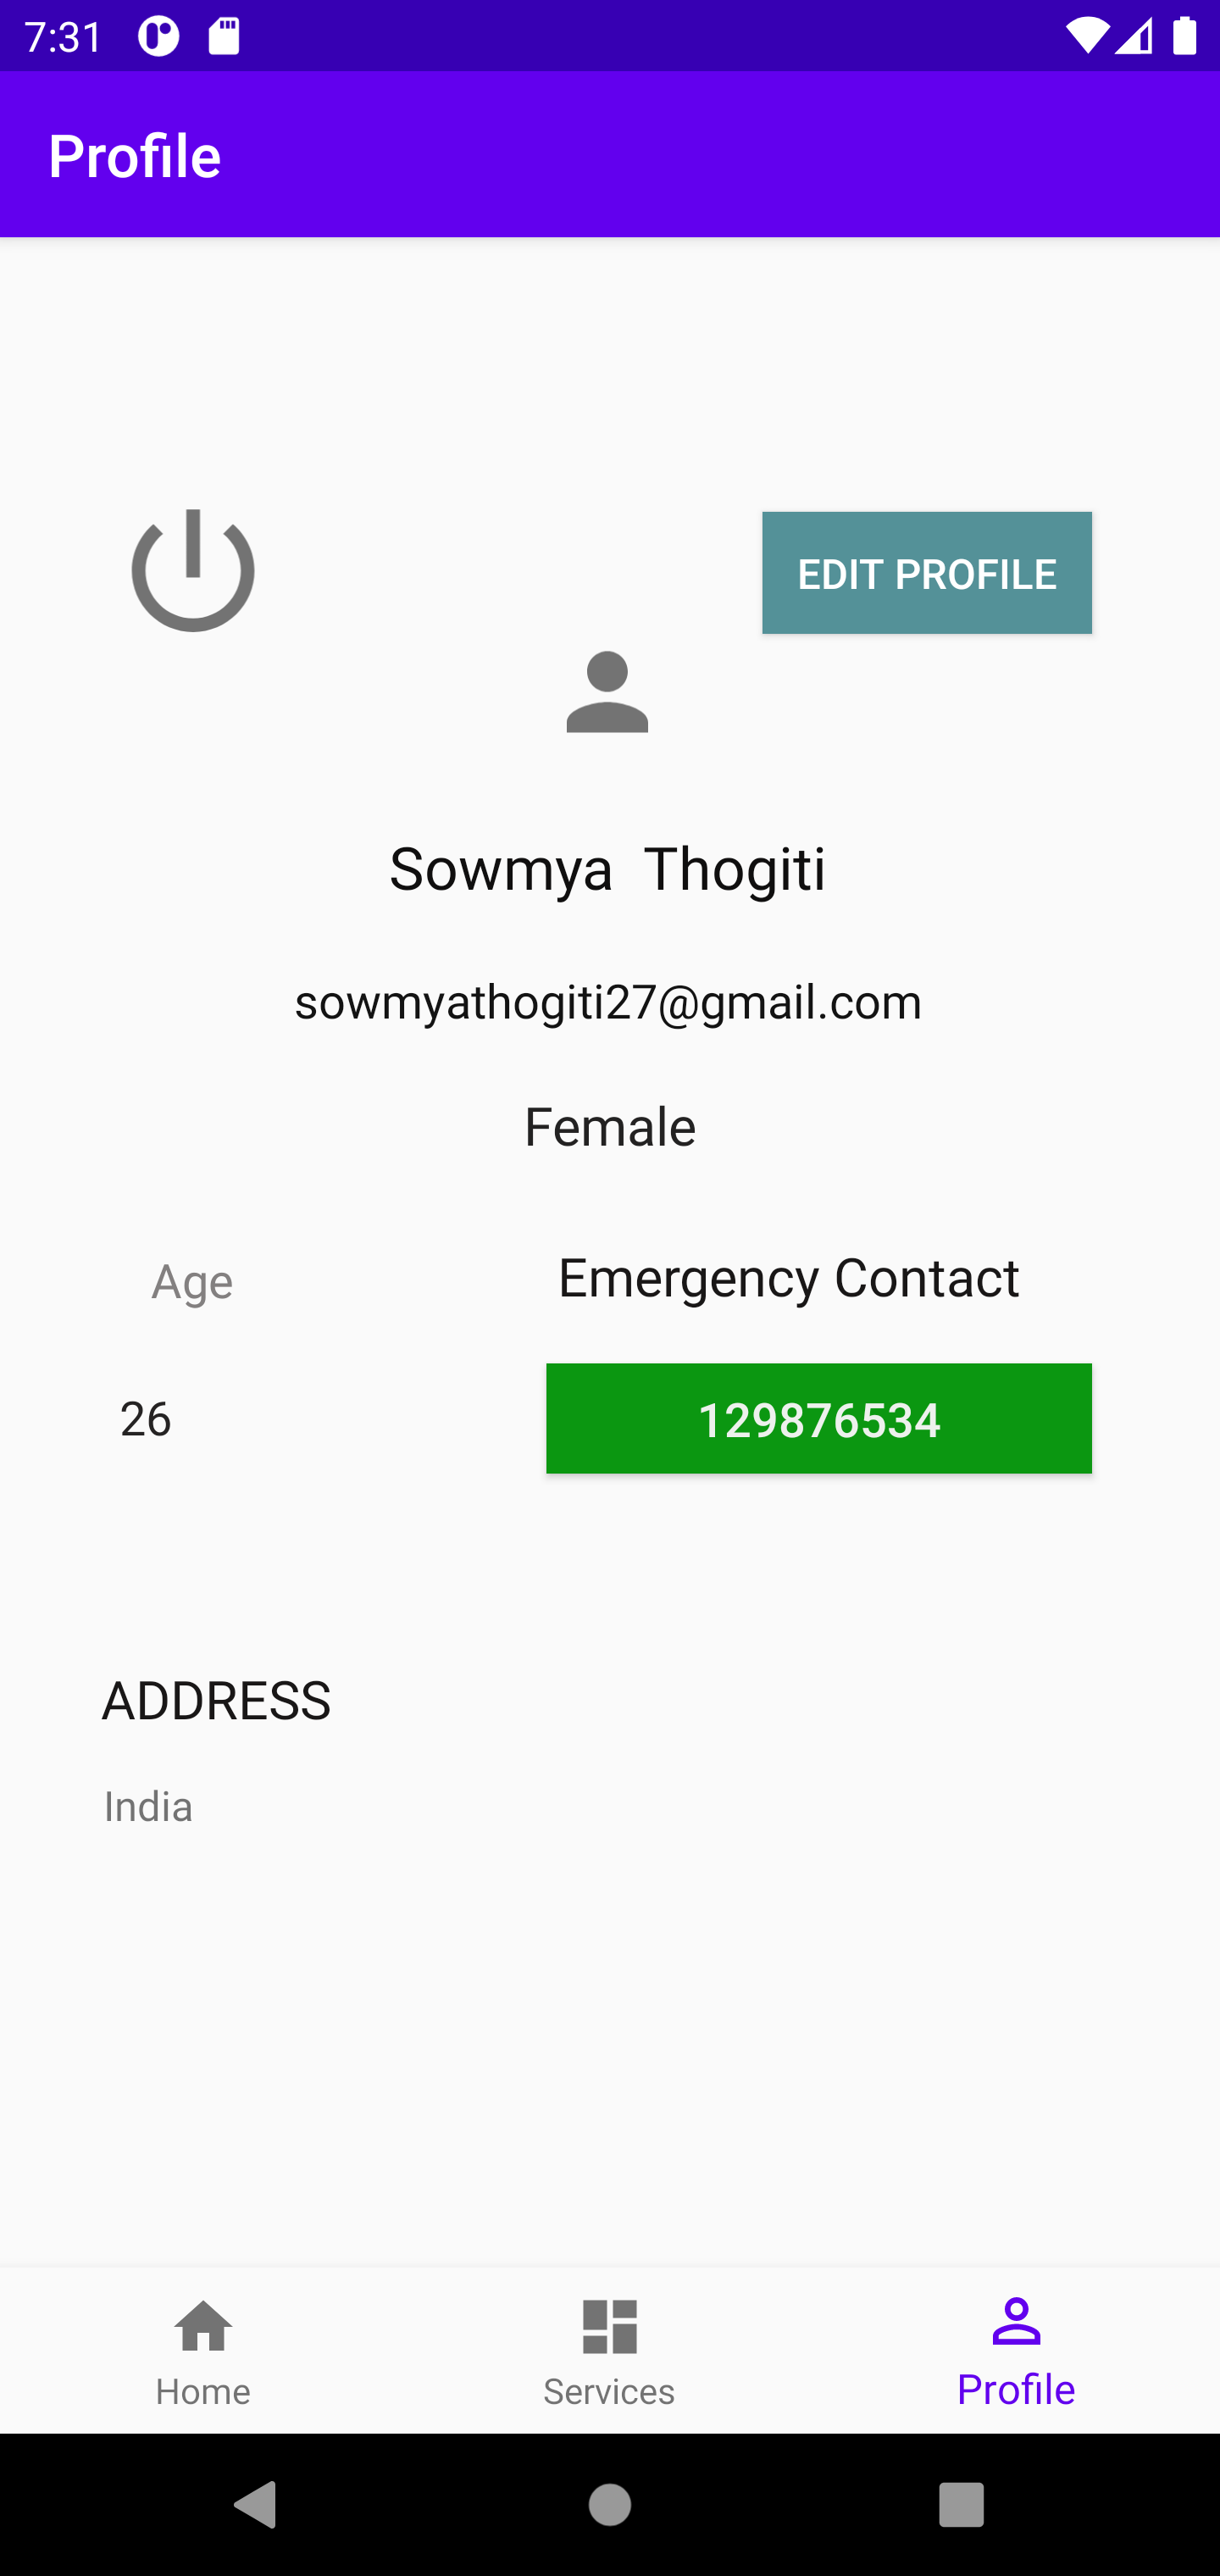 7:31
Profile
EDIT PROFILE
Sowmya  Thogiti
sowmyathogiti27@gmail.com
Female
Age
Emergency Contact
26
129876534
ADDRESS
India
Home
Services
Profile